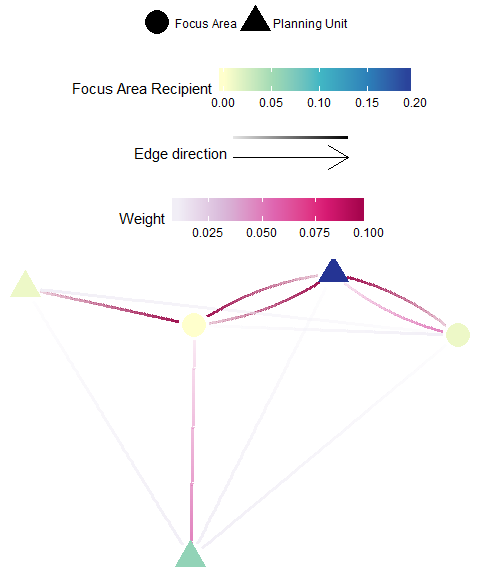 Focus Area Planning Unit
Focus Area Recipient
0.00 0.05 0.10 0.15 0.20
Edge direction
Weight
0.025 0.050 0.075 0.100